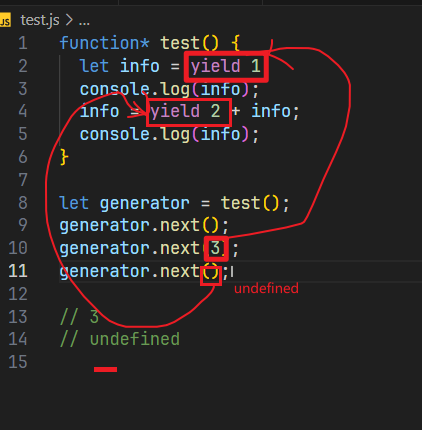 JS test.js > ...
1 function* test() {
2 let info = yield 1
3 console.log(info);
4 info = yield 2 + info;
5 console.log(info);
6 }
7
8 let generator = test();
9 generator.next();
10 generator.next(3);
11 generator.next();
undefined
12
13 // 3
14 // undefined
15